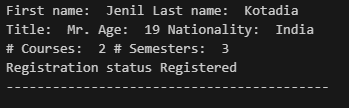 First name:  Jenil Last name:  Kotadia
Title:  Mr. Age:  19 Nationality:  India
# Courses:  2 # Semesters:  3
Registration status Registered
------------------------------------------